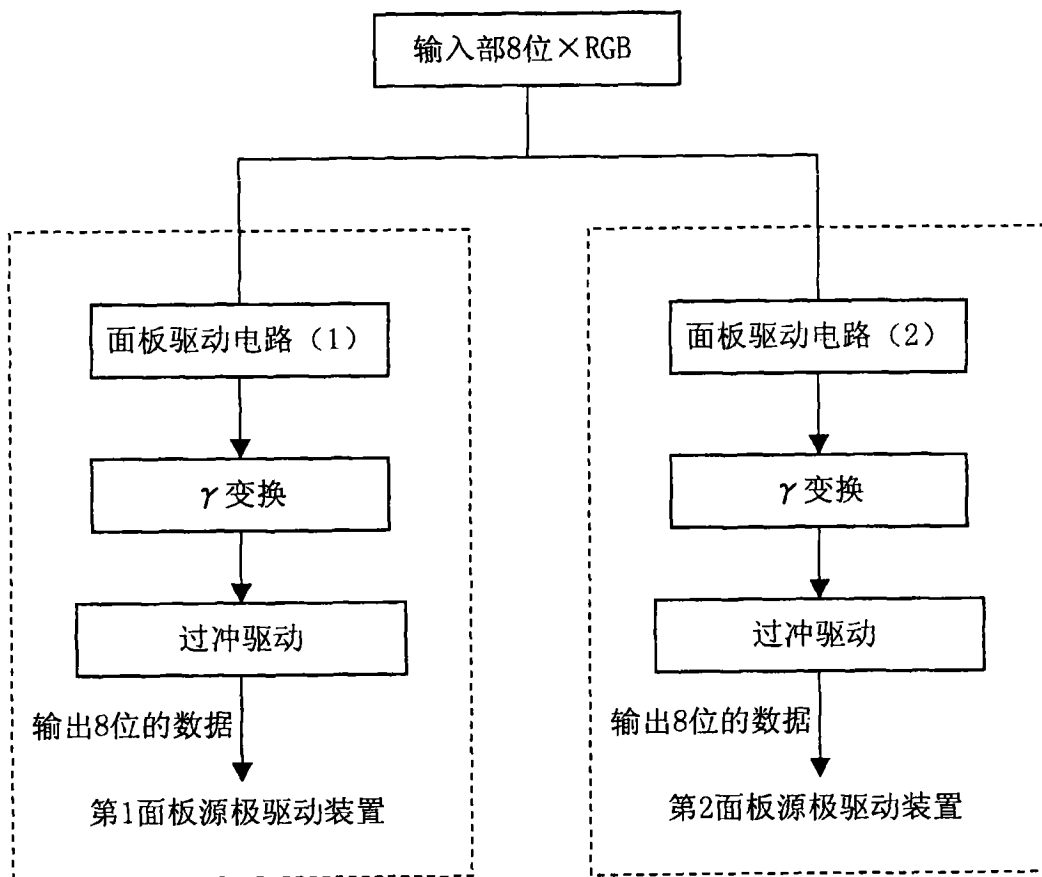 输入部8位×RGB
面板驱动电路（1）
γ变换
过冲驱动
输出8位的数据
第1面板源极驱动装置
面板驱动电路（2）
γ变换
过冲驱动
输出8位的数据
第2面板源极驱动装置